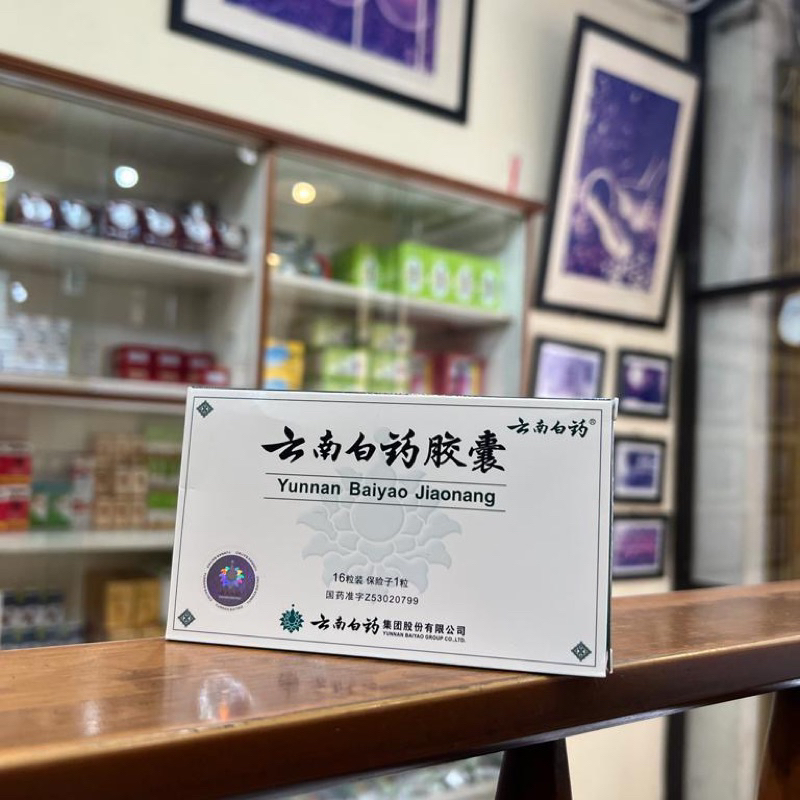 云南白药®
云南白药胶囊
Yunnan Baiyao Jiaonang
16粒装 保险子1粒
国药准字Z53020799
云南白药集团股份有限公司
YUNNAN BAIYAO GROUP CO.,LTD.